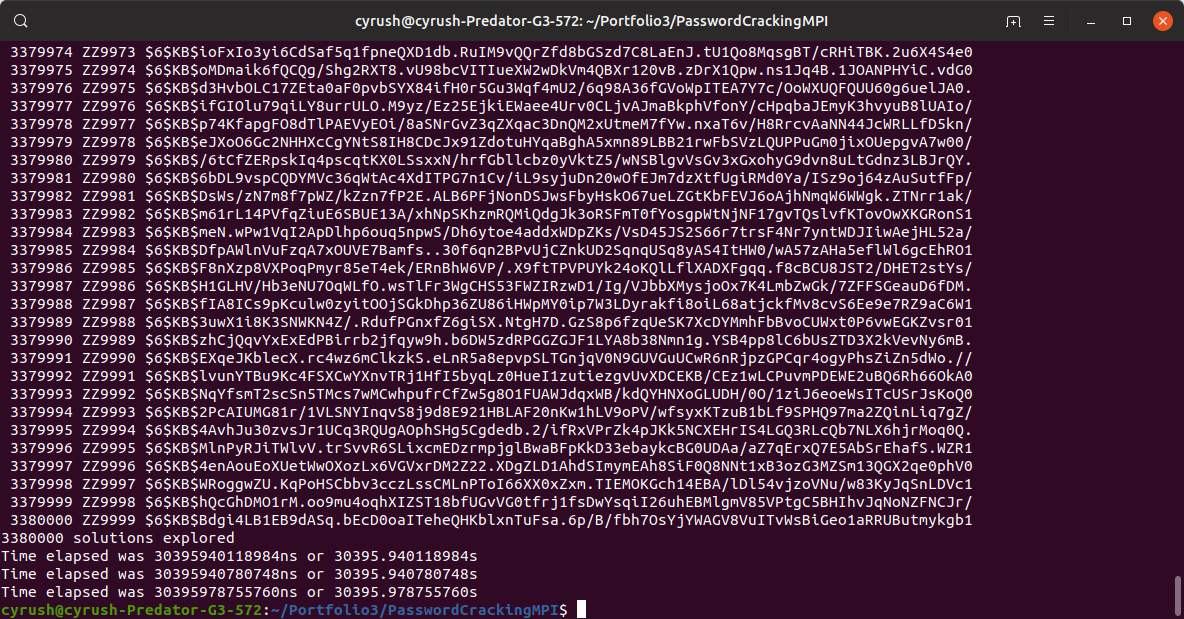 cyrush@cyrush-Predator-G3-572: ~/Portfolio3/PasswordCrackingMPI
3379974 ZZ9973 $6$KB$ioFxIo3yi6CdSaf5q1fpneQXD1db.RuIM9vQQrZfd8bGSzd7C8LaEnJ.tU1Qo8MqsgBT/cRHiTBK.2u6X4S4e0
3379975 ZZ9974 $6$KB$oMDmaik6fQCQg/Shg2RXT8.vU98bcVITIueXW2wDkVm4QBXr120vB.zDrX1Qpw.ns1Jq4B.1JOANPHYiC.vdG0
3379976 ZZ9975 $6$KB$d3HvbOLC17ZEta0aF0pvbSYX84ifH0r5Gu3Wqf4mU2/6q98A36fGVoWpITEA7Y7c/OoWXUQFQUU60g6uelJA0.
3379977 ZZ9976 $6$KB$ifGIOlu79qiLY8urrULO.M9yz/Ez25EjkiEWaee4Urv0CLjvAJmaBkphVfonY/cHpqbaJEmyK3hvyuB8lUAIo/
3379978 ZZ9977 $6$KB$p74KfapgFO8dTlPAEVyEOi/8aSNrGvZ3qZXqac3DnQM2xUtmeM7fYw.nxaT6v/H8RrcvAaNN44JcWRLLfD5kn/
3379979 ZZ9978 $6$KB$eJXoO6Gc2NHHXcCgYNtS8IH8CDcJx91ZdotuHYqaBghA5xmn89LBB21rwFbSVzLQUPPuGm0jixOUepgvA7w00/
3379980 ZZ9979 $6$KB$/6tCfZERpskIq4pscqtKX0LSsxxN/hrfGbllcbz0yVktZ5/wNSBlgvVsGv3xGxohyG9dvn8uLtGdnz3LBJrQY.
3379981 ZZ9980 $6$KB$6bDL9vspCQDYMVc36qWtAc4XdITPG7n1Cv/iL9syjuDn20wOfEJm7dzXtfUgiRMd0Ya/ISz9oj64zAuSutfFp/
3379982 ZZ9981 $6$KB$DsWs/zN7m8f7pWZ/kZzn7fP2E.ALB6PFjNonDSJwsFbyHskO67ueLZGtKbFEVJ6oAjhNmqW6WWgk.ZTNrr1ak/
3379983 ZZ9982 $6$KB$m61rL14PVfqZiuE6SBUE13A/xhNpSKhzmRQMiQdgJk3oRSFmT0fYosgpWtNjNF17gvTQslvfKTovOwXKGRonS1
3379984 ZZ9983 $6$KB$meN.wPw1VqI2ApDlhp6ouq5npwS/Dh6ytoe4addxWDpZKs/VsD45JS2S66r7trsF4Nr7yntWDJIiwAejHL52a/
3379985 ZZ9984 $6$KB$DfpAWlnVuFzqA7xOUVE7Bamfs..30f6qn2BPvUjCZnkUD2SqnqUSq8yAS4ItHW0/wA57zAHa5eflWl6gcEhRO1
3379986 ZZ9985 $6$KB$F8nXzp8VXPoqPmyr85eT4ek/ERnBhW6VP/.X9ftTPVPUYk24oKQlLflXADXFgqq.f8cBCU8JST2/DHET2stYs/
3379987 ZZ9986 $6$KB$H1GLHV/Hb3eNU7OqWLfO.wsTlFr3WgCHS53FWZIRzwD1/Ig/VJbbXMysjoOx7K4LmbZwGk/7ZFFSGeauD6fDM.
3379988 ZZ9987 $6$KB$fIA8ICs9pKculw0zyitOOjSGkDhp36ZU86iHWpMY0ip7W3LDyrakfi8oiL68atjckfMv8cvS6Ee9e7RZ9aC6W1
3379989 ZZ9988 $6$KB$3uwX1i8K3SNWKN4Z/.RdufPGnxfZ6giSX.NtgH7D.GzS8p6fzqUeSK7XcDYMmhFbBvoCUWxt0P6vwEGKZvsr01
3379990 ZZ9989 $6$KB$zhCjQqvYxExEdPBirrb2jfqyw9h.b6DW5zdRPGGZGJF1LYA8b38Nmn1g.YSB4pp8lC6bUsZTD3X2kVevNy6mB.
3379991 ZZ9990 $6$KB$EXqeJKblecX.rc4wz6mClkzkS.eLnR5a8epvpSLTGnjqV0N9GUVGuUCwR6nRjpzGPCqr4ogyPhsZiZn5dWo.//
3379992 ZZ9991 $6$KB$lvunYTBu9Kc4FSXCwYXnvTRj1HfI5byqLz0HueI1zutiezgvUvXDCEKB/CEz1wLCPuvmPDEWE2uBQ6Rh66OkA0
3379993 ZZ9992 $6$KB$NqYfsmT2scSn5TMcs7wMCwhpufrCfZw5g8O1FUAWJdqxWB/kdQYHNXoGLUDH/0O/1ziJ6eoeWsITcUSrJsKoQ0
3379994 ZZ9993 $6$KB$2PcAIUMG81r/1VLSNYInqvS8j9d8E921HBLAF20nKw1hLV9oPV/wfsyxKTzuB1bLf9SPHQ97ma2ZQinLiq7gZ/
3379995 ZZ9994 $6$KB$4AvhJu30zvsJr1UCq3RQUgAOphSHg5Cgdedb.2/ifRxVPrZk4pJKk5NCXEHrIS4LGQ3RLcQb7NLX6hjrMoq0Q.
3379996 ZZ9995 $6$KB$MlnPyRJiTWlvV.trSvvR6SLixcmEDzrmpjglBwaBFpKkD33ebaykcBG0UDAa/aZ7qErxQ7E5AbSrEhafS.WZR1
3379997 ZZ9996 $6$KB$4enAouEoXUetWwOXozLx6VGVxrDM2Z22.XDgZLD1AhdSImymEAh8SiF0Q8NNt1xB3ozG3MZSm13QGX2qe0phV0
3379998 ZZ9997 $6$KB$WRoggwZU.KqPoHSCbbv3cczLssCMLnPToI66XX0xZxm.TIEMOKGch14EBA/lDl54vjzoVNu/w83KyJqSnLDVc1
3379999 ZZ9998 $6$KB$hQcGhDMO1rM.oo9mu4oqhXIZST18bfUGvVG0tfrj1fsDwYsqiI26uhEBMlgmV85VPtgC5BHIhvJqNoNZFNCJr/
3380000 ZZ9999 $6$KB$Bdgi4LB1EB9dASq.bEcD0oaITeheQHKblxnTuFsa.6p/B/fbh7OsYjYWAGV8VuITvWsBiGeo1aRRUButmykgb1
3380000 solutions explored
Time elapsed was 30395940118984ns or 30395.940118984s
Time elapsed was 30395940780748ns or 30395.940780748s
Time elapsed was 30395978755760ns or 30395.978755760s
cyrush@cyrush-Predator-G3-572:~/Portfolio3/PasswordCrackingMPI$